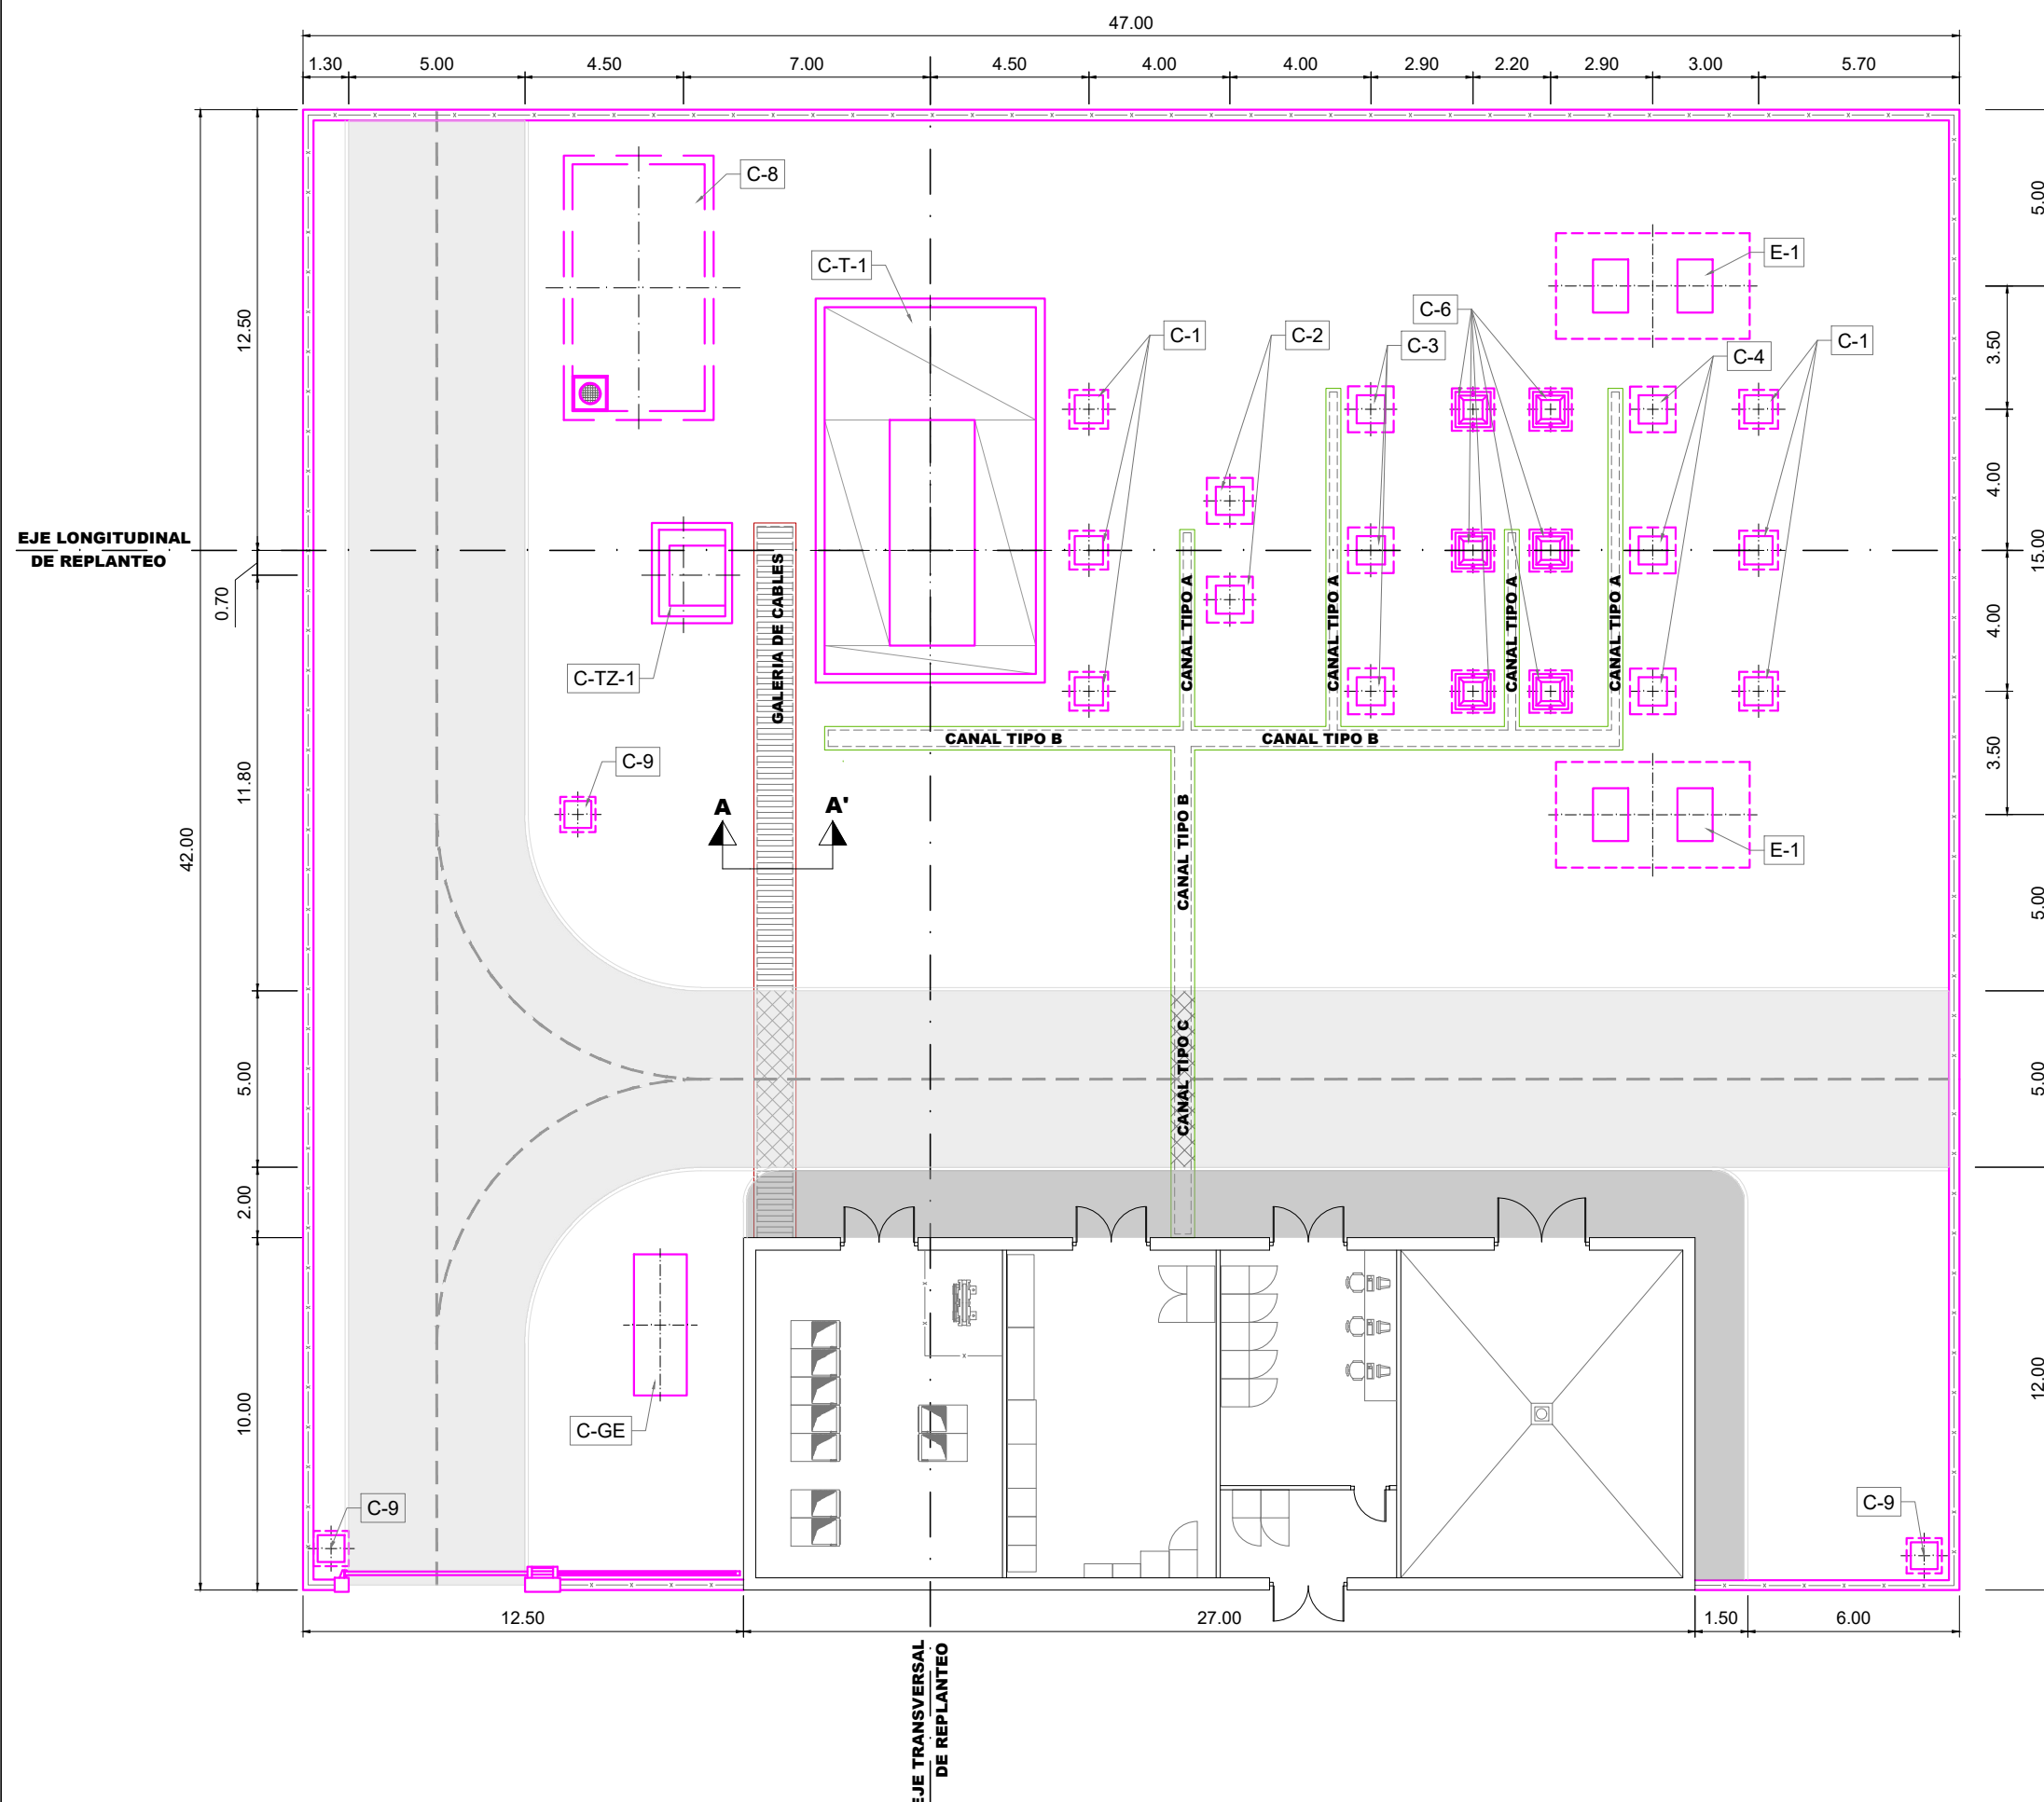 47.00
1.30 5.00 4.50 7.00 4.50 4.00 4.00 2.90 2.20 2.90 3.00 5.70
C-8
5.00
C-T-1
E-1
12.50
C-6
C-1
C-2
C-3
C-4
C-1
3.50
4.00
EJE LONGITUDINAL
DE REPLANTEO
15.00
0.70
GALERIA DE CABLES
CANAL TIPO A
CANAL TIPO A
CANAL TIPO A
CANAL TIPO A
4.00
C-TZ-1
CANAL TIPO B
CANAL TIPO B
3.50
C-9
11.80
A
A'
42.00
CANAL TIPO B
E-1
5.00
5.00
CANAL TIPO C
5.00
2.00
10.00
C-GE
12.00
C-9
C-9
12.50 27.00 1.50 6.00
EJE TRANSVERSAL
DE REPLANTEO